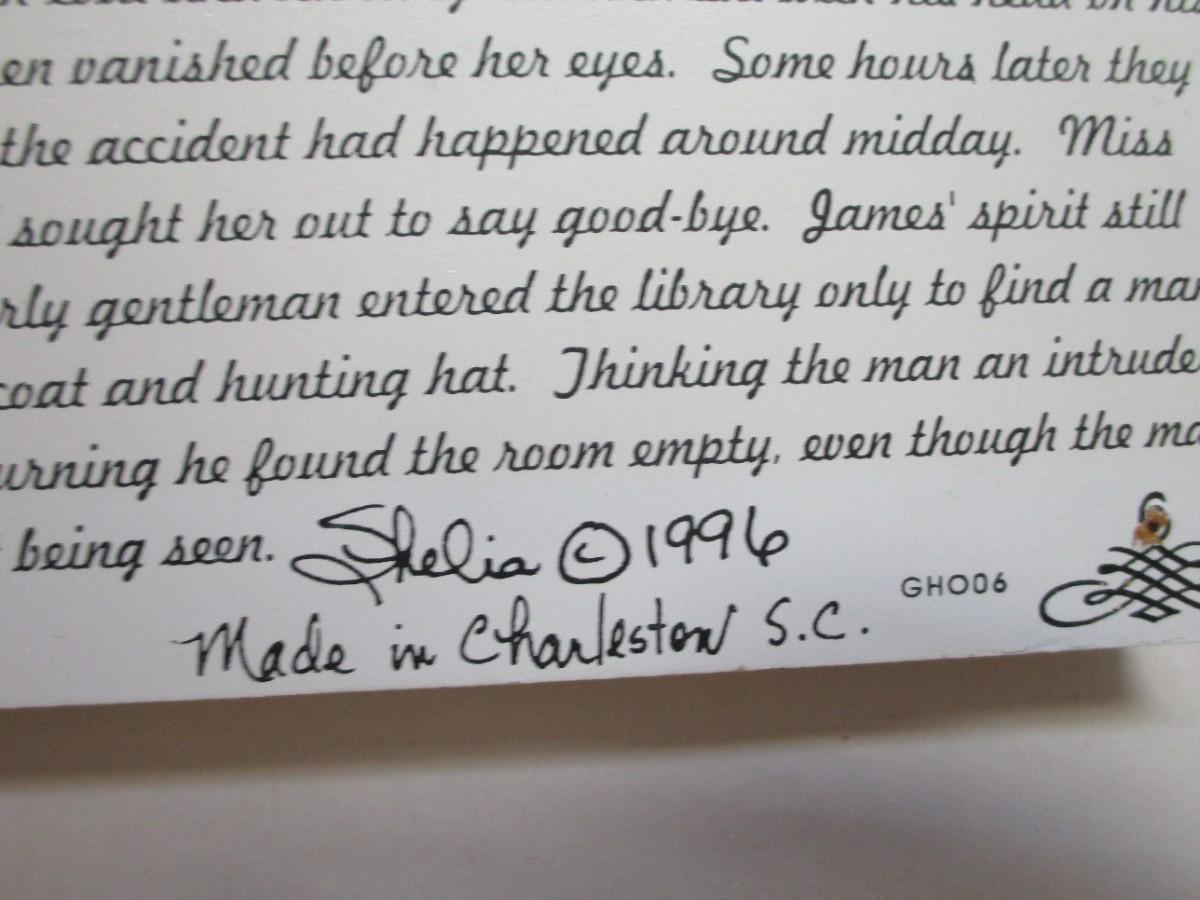 en vanished before her eyes. Some hours later they
the accident had happened around midday. Miss
sought her out to say good-bye. James' spirit still
rly gentleman entered the library only to find a mar
coat and hunting hat. Thinking the man an intrude
urning he found the room empty, even though the ma
being seen. Shelia © 1996
GHO06
Made in Charleston S.C.